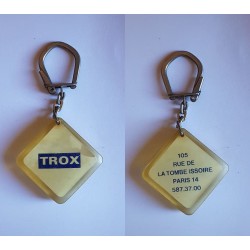 TROX
105
RUE DE
LA TOMBE ISSOIRE
PARIS 14
587.37.00